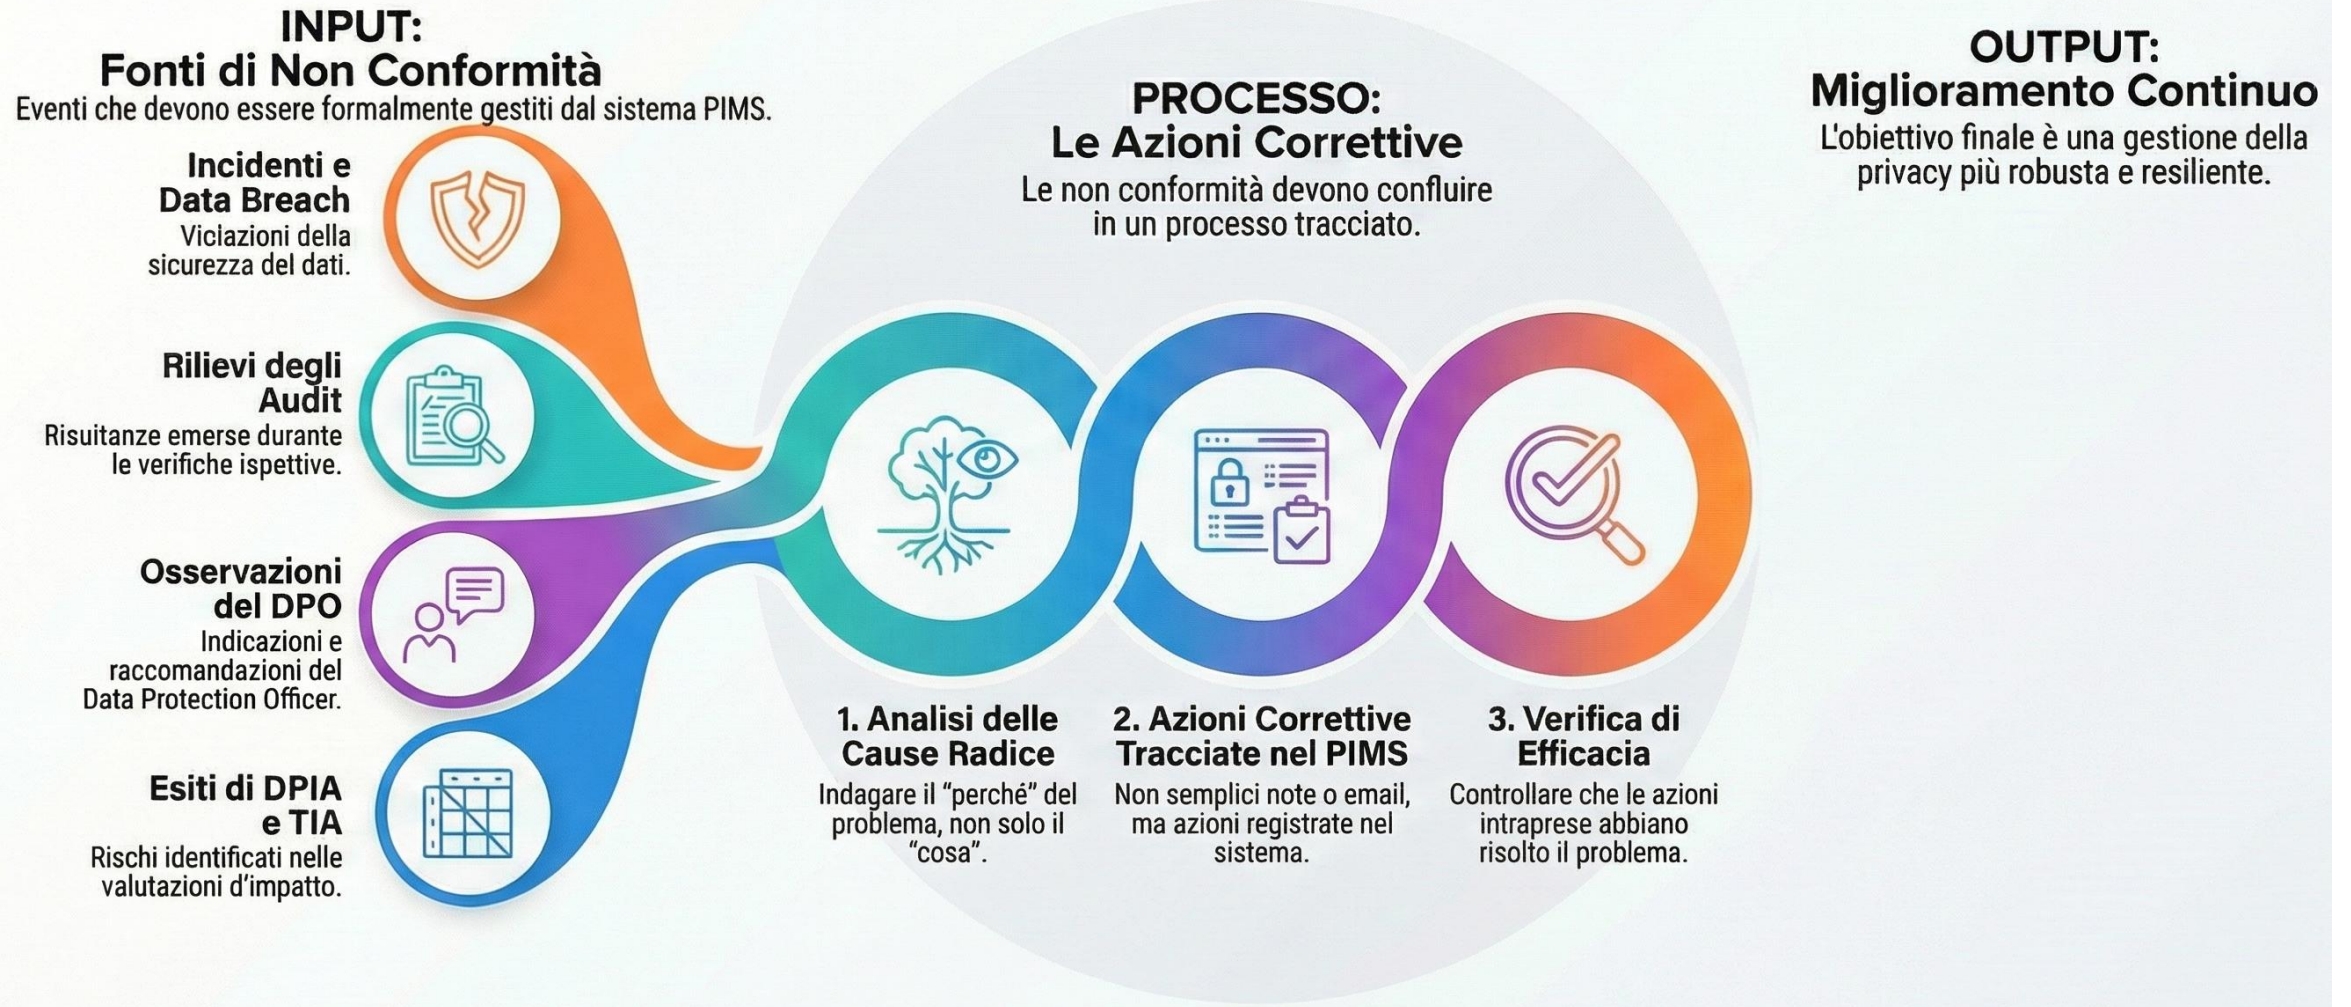 INPUT:
Fonti di Non Conformità
Eventi che devono essere formalmente gestiti dal sistema PIMS.
Incidenti e
Data Breach
Viciazioni della
sicurezza del dati.
Rilievi degli
Audit
Risuitanze emerse durante
le verifiche ispettive.
Osservazioni
del DPO
Indicazioni e
raccomandazioni del
Data Protection Officer.
Esiti di DPIA
e TIA
Rischi identificati nelle
valutazioni d'impatto.
PROCESSO:
Le Azioni Correttive
Le non conformità devono confluire
in un processo tracciato.
1. Analisi delle
Cause Radice
Indagare il “perché” del
problema, non solo il
“cosa”.
2. Azioni Correttive
Tracciate nel PIMS
Non semplici note o email,
ma azioni registrate nel
sistema.
3. Verifica di
Efficacia
Controllare che le azioni
intraprese abbiano
risolto il problema.
OUTPUT:
Miglioramento Continuo
L'obiettivo finale è una gestione della
privacy più robusta e resiliente.